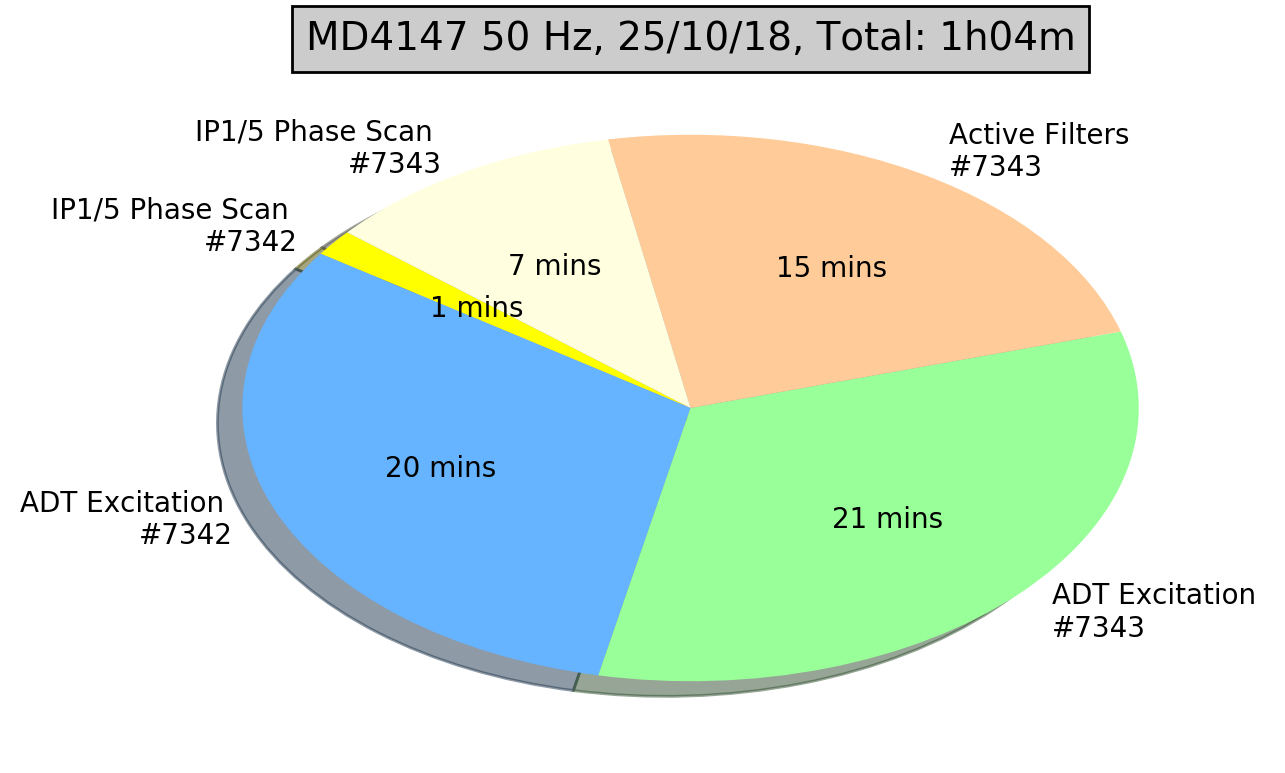 MD4147 50 Hz, 25/10/18, Total: 1h04m
IP1/5 Phase Scan
#7343
Active Filters
#7343
IP1/5 Phase Scan
#7342
7 mins
15 mins
1 mins
20 mins
ADT Excitation
#7342
21 mins
ADT Excitation
#7343